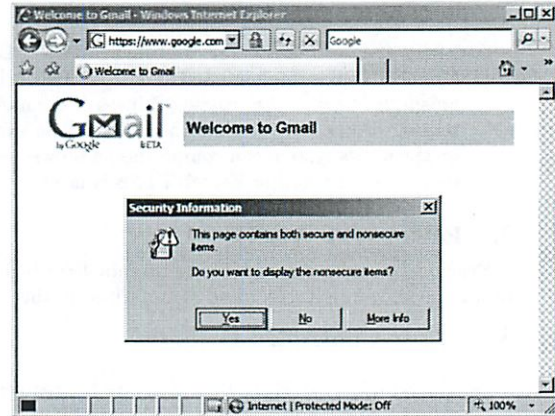 Welcome to Gmail - Windows Internet Explorer
https://www.google.com
Google
Welcome to Gmail
Gmail
by Google BETA
Welcome to Gmail
Security Information
This page contains both secure and nonsecure
items.
Do you want to display the nonsecure items?
Yes No More Info
Internet | Protected Mode: Off
100%